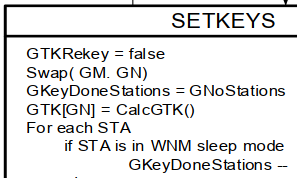 SETKEYS
GTKRekey = false
Swap( GM. GN)
GKeyDoneStations = GNoStations
GTK[GN] = CalcGTK()
For each STA
if STA is in WNM sleep mode
GKeyDoneStations --